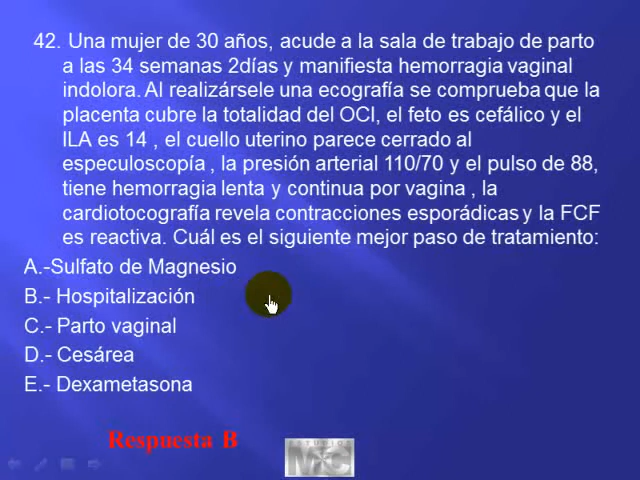 42. Una mujer de 30 años, acude a la sala de trabajo de parto
a las 34 semanas 2días y manifiesta hemorragia vaginal
indolora. Al realizársele una ecografía se comprueba que la
placenta cubre la totalidad del OCI, el feto es cefálico y el
ILA es 14 , el cuello uterino parece cerrado al
especuloscopía , la presión arterial 110/70 y el pulso de 88,
tiene hemorragia lenta y continua por vagina , la
cardiotocografía revela contracciones esporádicas y la FCF
es reactiva. Cuál es el siguiente mejor paso de tratamiento:
A.-Sulfato de Magnesio
B.- Hospitalización
C.- Parto vaginal
D.- Cesárea
E.- Dexametasona
Respuesta B
ESTUDIOS
MC